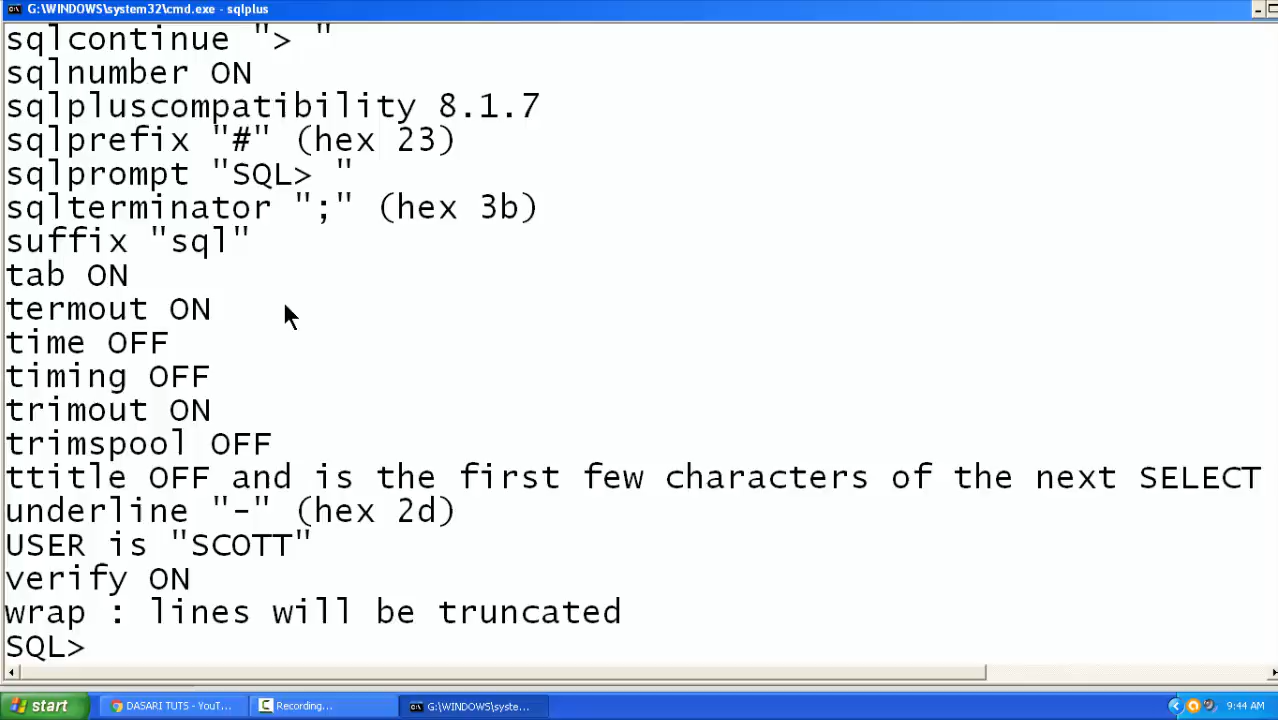 G:\WINDOWS\system32\cmd.exe - sqlplus
sqlcontinue "> "
sqlnumber ON
sqlpluscompatibility 8.1.7
sqlprefix "#" (hex 23)
sqlprompt "SQL> "
sqlterminator ";" (hex 3b)
suffix "sql"
tab ON
termout ON
time OFF
timing OFF
trimout ON
trimspool OFF
ttitle OFF and is the first few characters of the next SELECT
underline "-" (hex 2d)
USER is "SCOTT"
verify ON
wrap : lines will be truncated
SQL>
start DASARI TUTS - YouT... Recording... G:\WINDOWS\syste... 9:44 AM